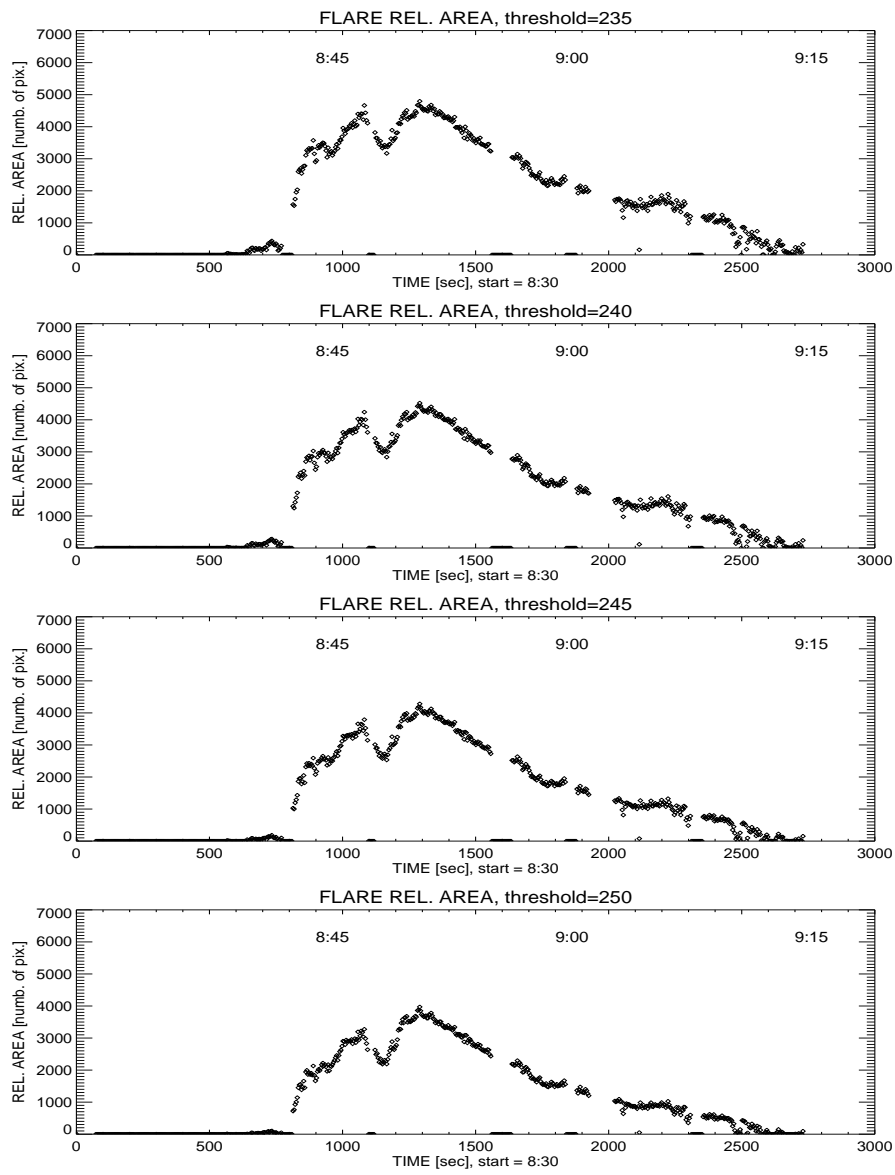 FLARE REL. AREA, threshold=235
7000
6000
5000
4000
3000
2000
1000
0
REL. AREA [numb. of pix.]
8:45 9:00 9:15
0 500 1000 1500 2000 2500 3000
TIME [sec], start = 8:30
FLARE REL. AREA, threshold=240
7000
6000
5000
4000
3000
2000
1000
0
REL. AREA [numb. of pix.]
8:45 9:00 9:15
0 500 1000 1500 2000 2500 3000
TIME [sec], start = 8:30
FLARE REL. AREA, threshold=245
7000
6000
5000
4000
3000
2000
1000
0
REL. AREA [numb. of pix.]
8:45 9:00 9:15
0 500 1000 1500 2000 2500 3000
TIME [sec], start = 8:30
FLARE REL. AREA, threshold=250
7000
6000
5000
4000
3000
2000
1000
0
REL. AREA [numb. of pix.]
8:45 9:00 9:15
0 500 1000 1500 2000 2500 3000
TIME [sec], start = 8:30